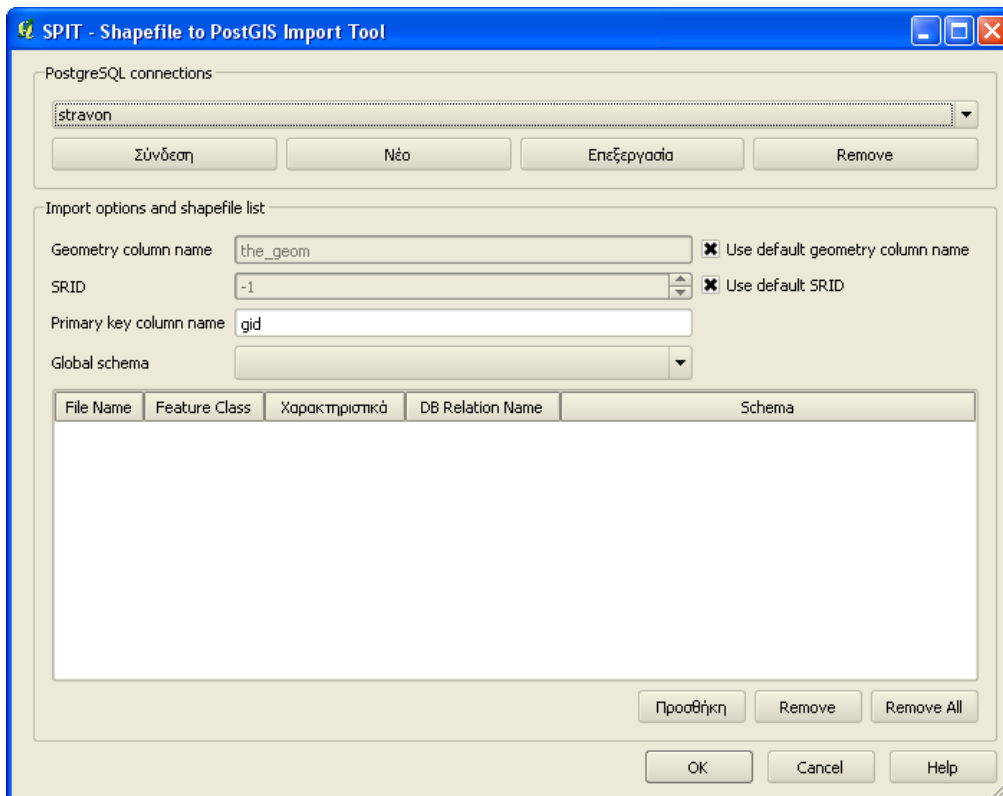 SPIT - Shapefile to PostGIS Import Tool
PostgreSQL connections
stravon
Σύνδεση Νέο Επεξεργασία Remove
Import options and shapefile list
Geometry column name the_geom Use default geometry column name
SRID -1 Use default SRID
Primary key column name gid
Global schema
File Name Feature Class Χαρακτηριστικά DB Relation Name Schema
Προσθήκη Remove Remove All
OK Cancel Help